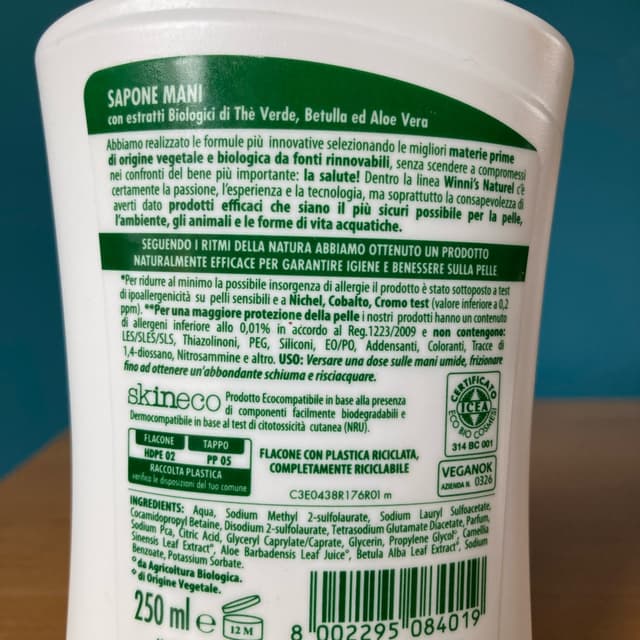 SAPONE MANI
con estratti Biologici di Thè Verde, Betulla ed Aloe Vera
Abbiamo realizzato le formule più innovative selezionando le migliori materie prime
di origine vegetale e biologica da fonti rinnovabili, senza scendere a compromessi
nei confronti del bene più importante: la salute! Dentro la linea Winni's Naturel c'è
certamente la passione, l'esperienza e la tecnologia, ma soprattutto la consapevolezza di
averti dato prodotti efficaci che siano il più sicuri possibile per la pelle,
l'ambiente, gli animali e le forme di vita acquatiche.
SEGUENDO I RITMI DELLA NATURA ABBIAMO OTTENUTO UN PRODOTTO
NATURALMENTE EFFICACE PER GARANTIRE IGIENE E BENESSERE SULLA PELLE
*Per ridurre al minimo la possibile insorgenza di allergie il prodotto è stato sottoposto a test
di ipoallergenicità su pelli sensibili e a Nichel, Cobalto, Cromo test (valore inferiore a 0,2
ppm). **Per una maggiore protezione della pelle i nostri prodotti hanno un contenuto
di allergeni inferiore allo 0,01% in accordo al Reg.1223/2009 e non contengono:
LES/SLES/SLS, Thiazolinoni, PEG, Siliconi, EO/PO, Addensanti, Coloranti, Tracce di
1,4-diossano, Nitrosammine e altro. USO: Versare una dose sulle mani umide, frizionare
fino ad ottenere un'abbondante schiuma e risciacquare.
skineco Prodotto Ecocompatibile in base alla presenza
di componenti facilmente biodegradabili e
Dermocompatibile in base al test di citotossicità cutanea (NRU).
CERTIFICATO
ICEA
ECO BIO COSMESI
314 BC 001
FLACONE TAPPO
HDPE 02 PP 05
RACCOLTA PLASTICA
verifica le disposizioni del tuo comune
FLACONE CON PLASTICA RICICLATA,
COMPLETAMENTE RICICLABILE
VEGANOK
AZIENDA N. 0326
C3E0438R176R01 m
INGREDIENTS: Aqua, Sodium Methyl 2-sulfolaurate, Sodium Lauryl Sulfoacetate,
Cocamidopropyl Betaine, Disodium 2-sulfolaurate, Tetrasodium Glutamate Diacetate, Parfum,
Sodium Pca, Citric Acid, Glyceryl Caprylate/Caprate, Glycerin, Propylene Glycol°, Camellia
Sinensis Leaf Extract°, Aloe Barbadensis Leaf Juice°, Betula Alba Leaf Extract°, Sodium
Benzoate, Potassium Sorbate.
° da Agricoltura Biologica.
⋄ di Origine Vegetale.
250 ml e 12 M
8 002295 084019